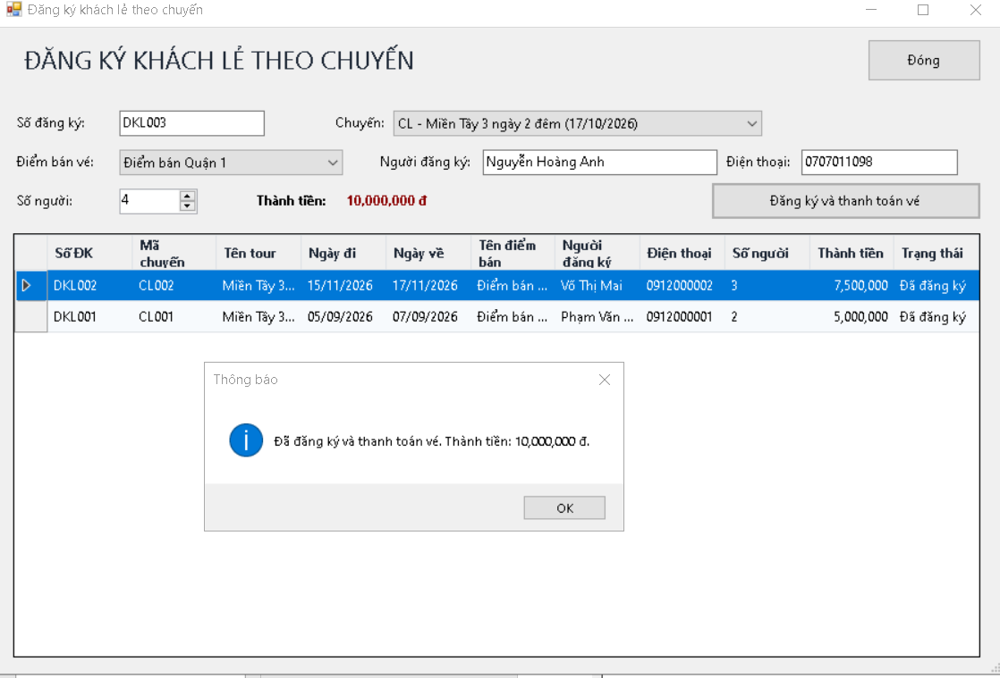 Đăng ký khách lẻ theo chuyến
ĐĂNG KÝ KHÁCH LẺ THEO CHUYẾN
Đóng
Số đăng ký: DKL003 Chuyến: CL - Miền Tây 3 ngày 2 đêm (17/10/2026)
Điểm bán vé: Điểm bán Quận 1 Người đăng ký: Nguyễn Hoàng Anh Điện thoại: 0707011098
Số người: 4 Thành tiền: 10,000,000 đ Đăng ký và thanh toán vé
Số ĐK Mã chuyến Tên tour Ngày đi Ngày về Tên điểm bán Người đăng ký Điện thoại Số người Thành tiền Trạng thái
DKL002 CL002 Miền Tây 3... 15/11/2026 17/11/2026 Điểm bán ... Võ Thị Mai 0912000002 3 7,500,000 Đã đăng ký
DKL001 CL001 Miền Tây 3... 05/09/2026 07/09/2026 Điểm bán ... Phạm Văn ... 0912000001 2 5,000,000 Đã đăng ký
Thông báo
Đã đăng ký và thanh toán vé. Thành tiền: 10,000,000 đ.
OK